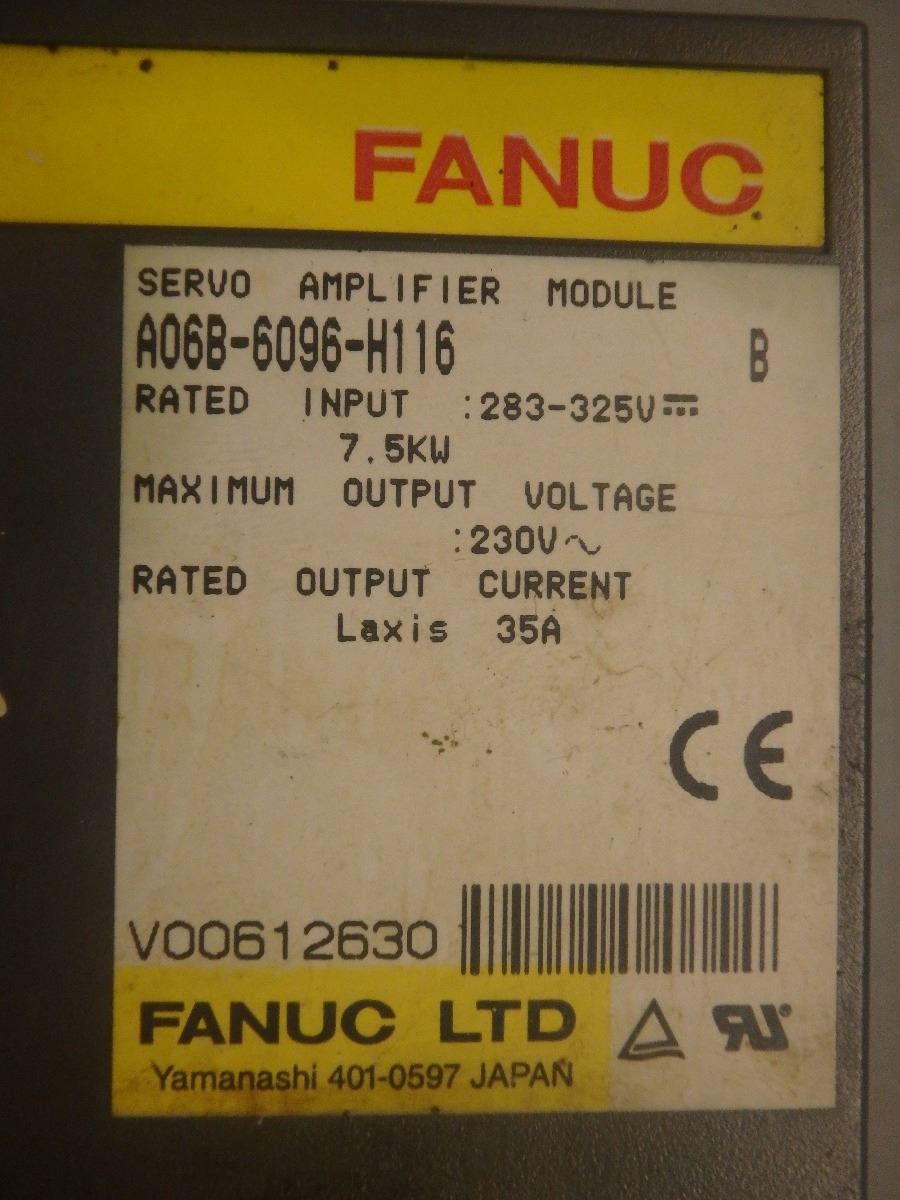 FANUC
SERVO AMPLIFIER MODULE
A06B-6096-H116 B
RATED INPUT :283-325V⎓
7.5KW
MAXIMUM OUTPUT VOLTAGE
:230V~
RATED OUTPUT CURRENT
Laxis 35A
CE
V00612630
FANUC LTD
Yamanashi 401-0597 JAPAN